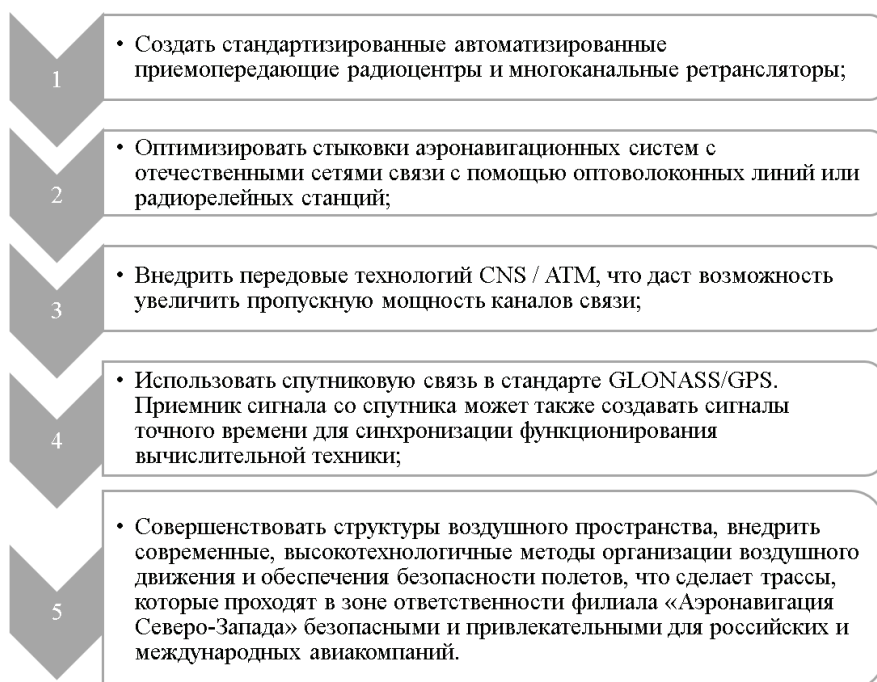 1
• Создать стандартизированные автоматизированные
приемопередающие радиоцентры и многоканальные ретрансляторы;
2
• Оптимизировать стыковки аэронавигационных систем с
отечественными сетями связи с помощью оптоволоконных линий или
радиорелейных станций;
3
• Внедрить передовые технологий CNS / ATM, что даст возможность
увеличить пропускную мощность каналов связи;
4
• Использовать спутниковую связь в стандарте GLONASS/GPS.
Приемник сигнала со спутника может также создавать сигналы
точного времени для синхронизации функционирования
вычислительной техники;
5
• Совершенствовать структуры воздушного пространства, внедрить
современные, высокотехнологичные методы организации воздушного
движения и обеспечения безопасности полетов, что сделает трассы,
которые проходят в зоне ответственности филиала «Аэронавигация
Северо-Запада» безопасными и привлекательными для российских и
международных авиакомпаний.